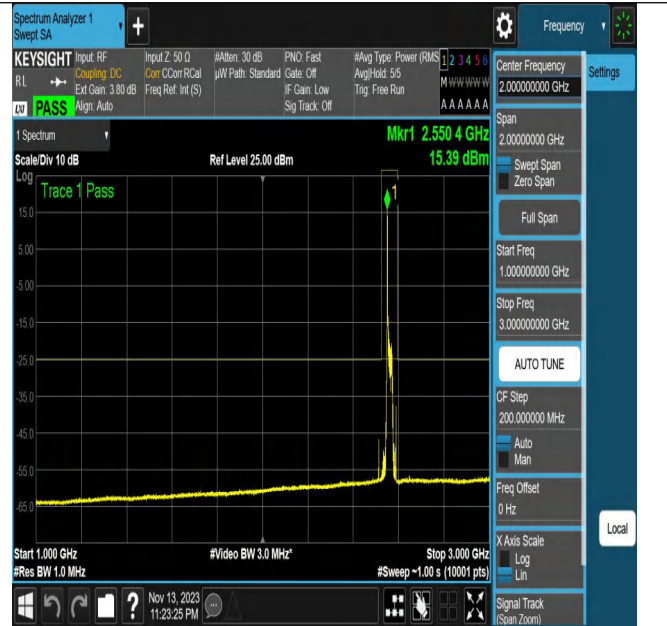 Spectrum Analyzer 1
Swept SA
Frequency
KEYSIGHT
RL
LXI PASS
Input: RF
Coupling: DC
Ext Gain: 3.80 dB
Align: Auto
Input Z: 50 Ω
Corr CCorr RCal
Freq Ref: Int (S)
#Atten: 30 dB
µW Path: Standard
PNO: Fast
Gate: Off
IF Gain: Low
Sig Track: Off
#Avg Type: Power (RMS
Avg|Hold: 5/5
Trig: Free Run
1 2 3 4 5 6
M W W W W W
A A A A A A
1 Spectrum
Scale/Div 10 dB
Ref Level 25.00 dBm
Mkr1 2.550 4 GHz
15.39 dBm
Log
Trace 1 Pass
1
15.0
5.00
-5.00
-15.0
-25.0
-35.0
-45.0
-55.0
-65.0
Start 1.000 GHz
#Video BW 3.0 MHz*
Stop 3.000 GHz
#Res BW 1.0 MHz
#Sweep ~1.00 s (10001 pts)
Nov 13, 2023
11:23:25 PM
Center Frequency
2.000000000 GHz
Settings
Span
2.00000000 GHz
Swept Span
Zero Span
Full Span
Start Freq
1.000000000 GHz
Stop Freq
3.000000000 GHz
AUTO TUNE
CF Step
200.000000 MHz
Auto
Man
Freq Offset
0 Hz
X Axis Scale
Log
Lin
Local
Signal Track
(Span Zoom)